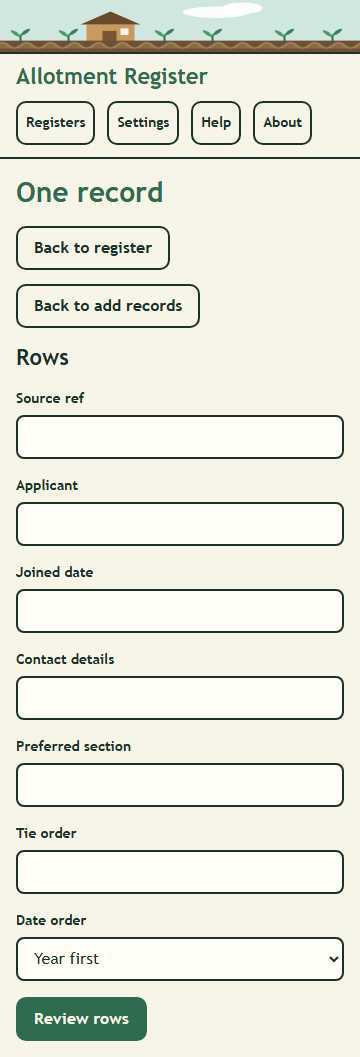 Allotment Register
Registers Settings Help About
One record
Back to register
Back to add records
Rows
Source ref
Applicant
Joined date
Contact details
Preferred section
Tie order
Date order
Year first
Review rows